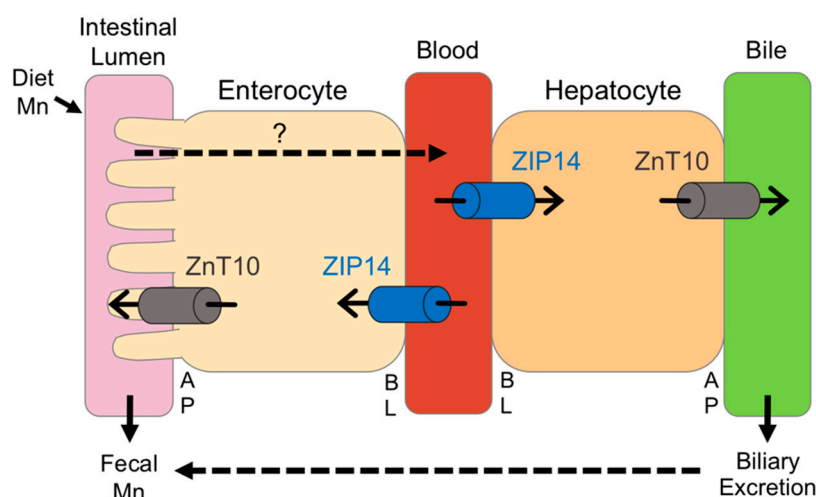 Intestinal
Lumen
Blood
Bile
Diet
Mn
Enterocyte
Hepatocyte
?
ZIP14
ZnT10
ZnT10
ZIP14
A
P
B
L
B
L
A
P
Fecal
Mn
Biliary
Excretion